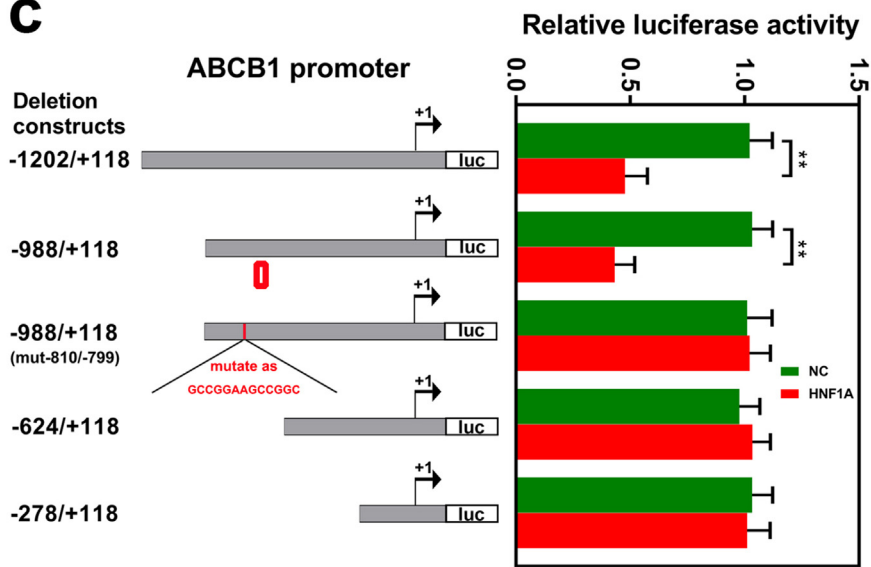 C
Relative luciferase activity
ABCB1 promoter
0.0
0.5
1.0
1.5
Deletion
constructs
+1
-1202/+118
luc
**
+1
-988/+118
luc
**
+1
-988/+118
luc
(mut-810/-799)
mutate as
GCCGGAAGCCGGC
NC
HNF1A
+1
-624/+118
luc
+1
-278/+118
luc